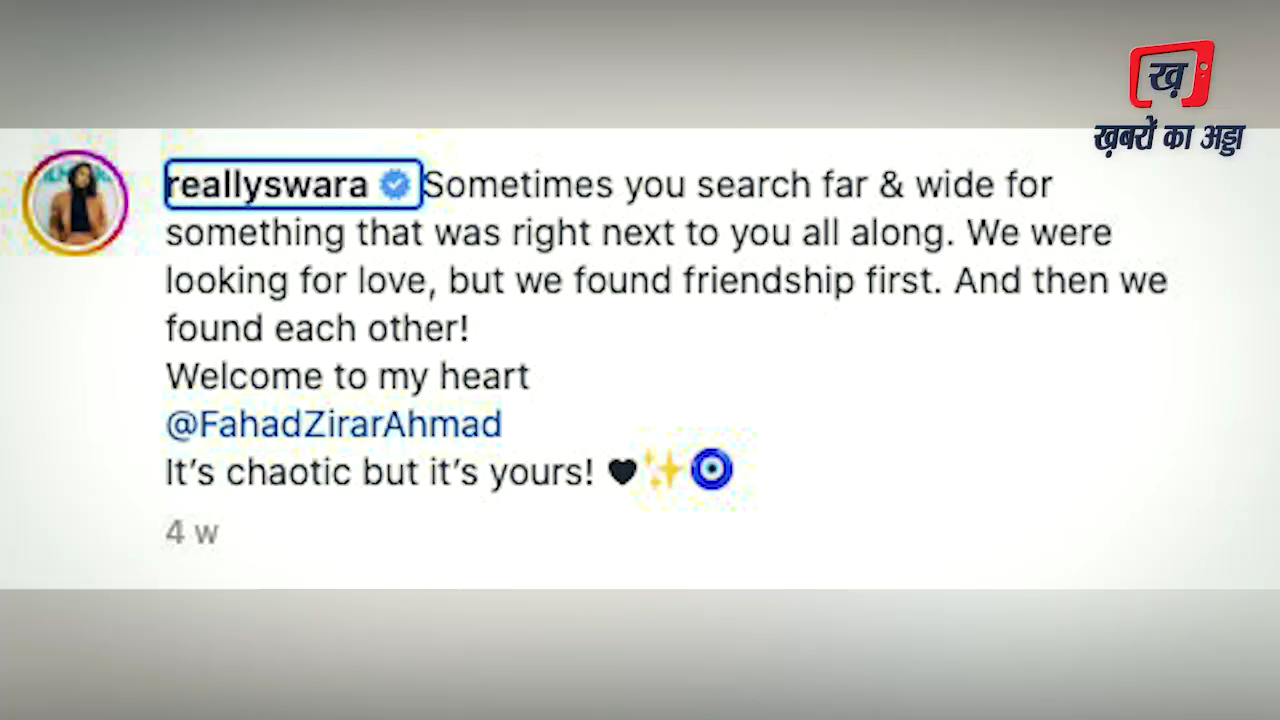 ख़
ख़बरों का अड्डा
reallyswara Sometimes you search far & wide for
something that was right next to you all along. We were
looking for love, but we found friendship first. And then we
found each other!
Welcome to my heart
@FahadZirarAhmad
It's chaotic but it's yours! 🖤✨🧿
4 w